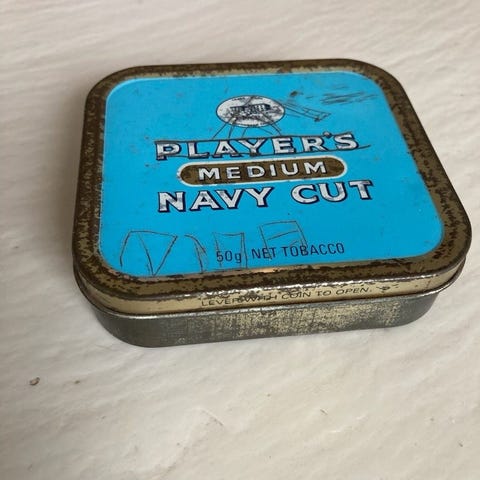 PLAYER'S
MEDIUM
NAVY CUT
50g NET TOBACCO
LEVER WITH COIN TO OPEN.